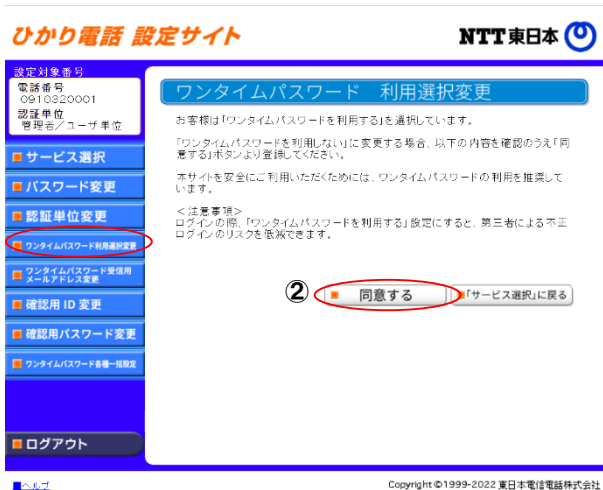 ひかり電話 設定サイト
NTT東日本
設定対象番号
電話番号
0910320001
認証単位
管理者／ユーザ単位
サービス選択
パスワード変更
認証単位変更
ワンタイムパスワード利用選択変更
ワンタイムパスワード受信用
メールアドレス変更
確認用 ID 変更
確認用パスワード変更
ワンタイムパスワード各種一括設定
ログアウト
ワンタイムパスワード　利用選択変更
お客様は「ワンタイムパスワードを利用する」を選択しています。
「ワンタイムパスワードを利用しない」に変更する場合、以下の内容を確認のうえ「同
意する」ボタンより登録してください。
本サイトを安全にご利用いただくためには、ワンタイムパスワードの利用を推奨して
います。
＜注意事項＞
ログインの際、「ワンタイムパスワードを利用する」設定にすると、第三者による不正
ログインのリスクを低減できます。
② 同意する 「サービス選択」に戻る
■ヘルプ
Copyright©1999-2022 東日本電信電話株式会社